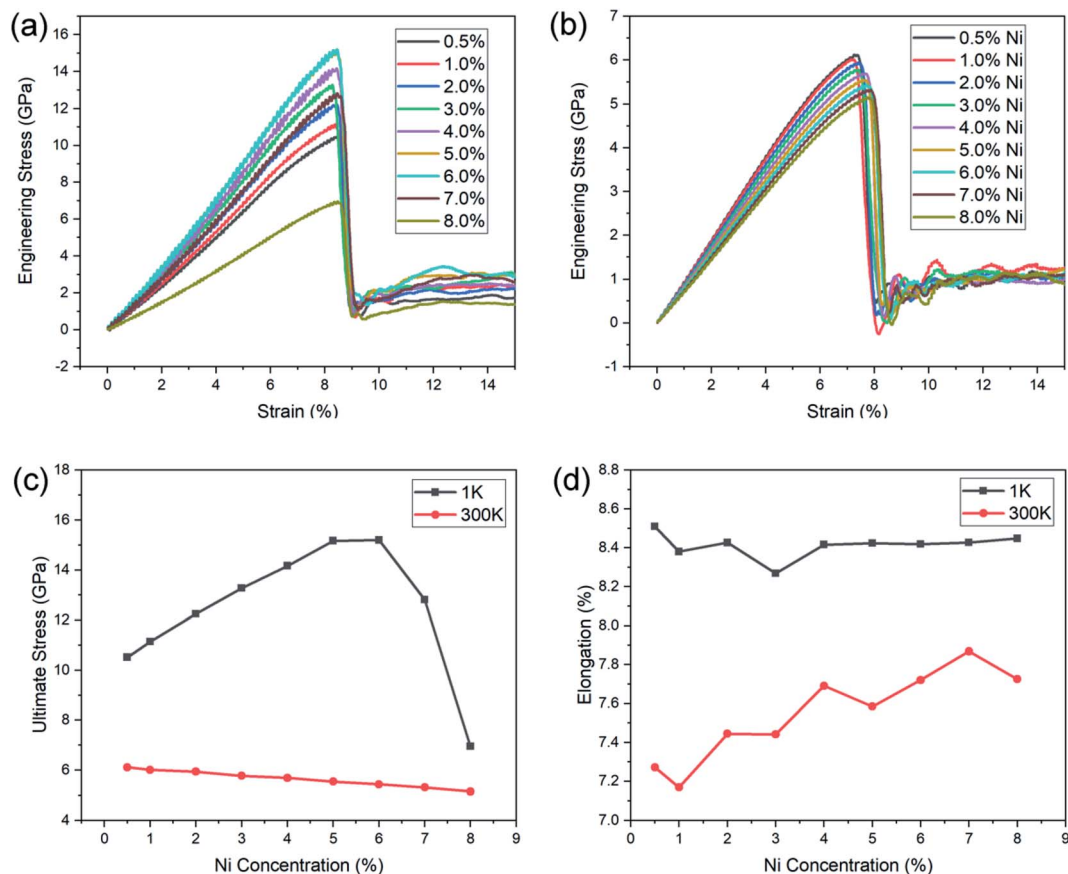 (a)
16
14
12
10
8
6
4
2
0
-2
Engineering Stress (GPa)
0.5%
1.0%
2.0%
3.0%
4.0%
5.0%
6.0%
7.0%
8.0%
0 2 4 6 8 10 12 14
Strain (%)
(b)
7
6
5
4
3
2
1
0
-1
Engineering Strss (GPa)
0.5% Ni
1.0% Ni
2.0% Ni
3.0% Ni
4.0% Ni
5.0% Ni
6.0% Ni
7.0% Ni
8.0% Ni
0 2 4 6 8 10 12 14
Strain (%)
(c)
18
16
14
12
10
8
6
4
Ultimate Stress (GPa)
1K
300K
0 1 2 3 4 5 6 7 8 9
Ni Concentration (%)
(d)
8.8
8.6
8.4
8.2
8.0
7.8
7.6
7.4
7.2
7.0
Elongation (%)
1K
300K
0 1 2 3 4 5 6 7 8 9
Ni Concentration (%)